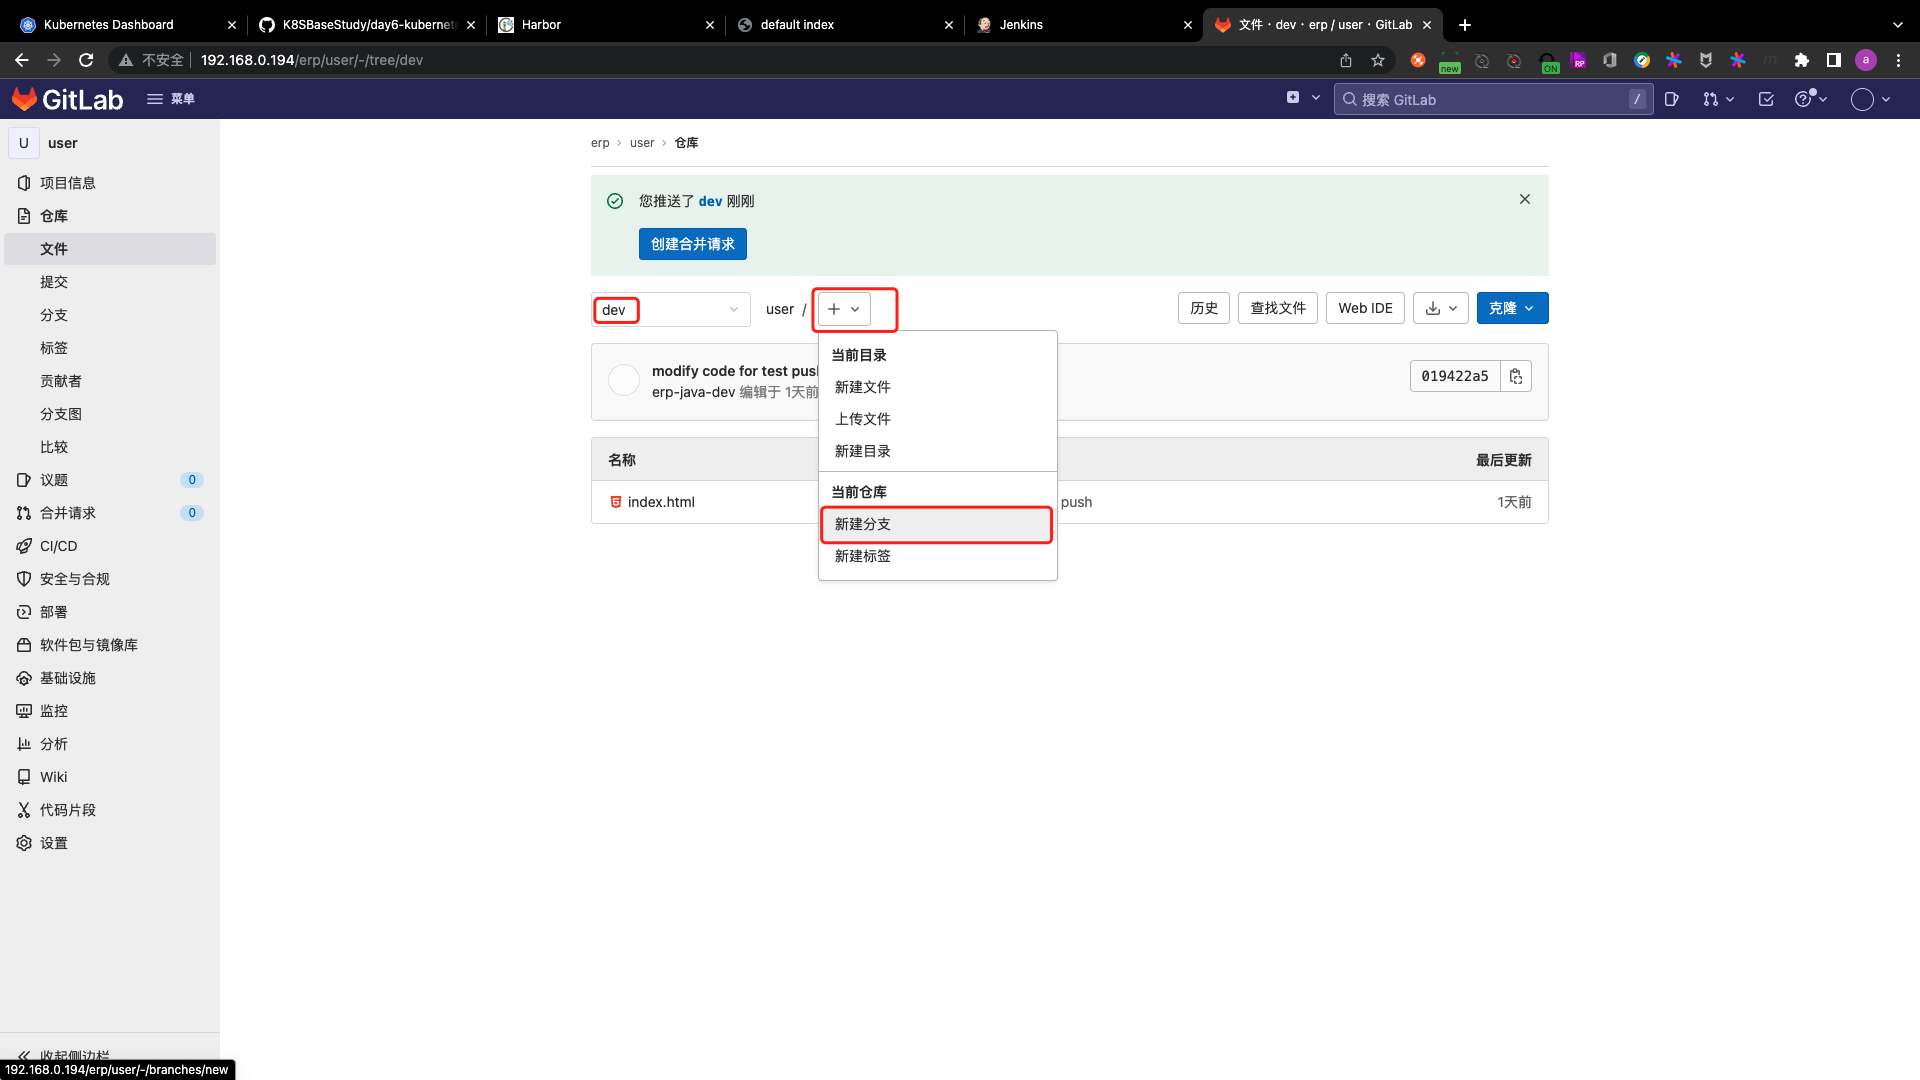 Kubernetes Dashboard
K8SBaseStudy/day6-kubernete
Harbor
default index
Jenkins
文件 · dev · erp / user · GitLab
不安全
192.168.0.194/erp/user/-/tree/dev
new
ON
RP
a
GitLab
菜单
搜索 GitLab
/
U
user
项目信息
仓库
文件
提交
分支
标签
贡献者
分支图
比较
议题
0
合并请求
0
CI/CD
安全与合规
部署
软件包与镜像库
基础设施
监控
分析
Wiki
代码片段
设置
收起侧边栏
192.168.0.194/erp/user/-/branches/new
erp › user › 仓库
您推送了 dev 刚刚
创建合并请求
dev
user /
历史
查找文件
Web IDE
克隆
modify code for test push
erp-java-dev 编辑于 1天前
019422a5
当前目录
新建文件
上传文件
新建目录
当前仓库
新建分支
新建标签
名称
最后更新
index.html
push
1天前